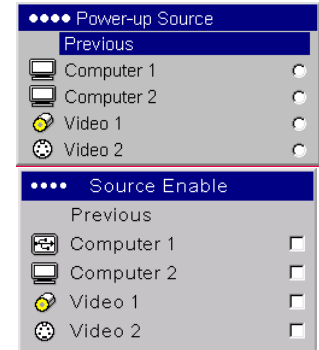 Power-up Source
Previous
Computer 1
Computer 2
Video 1
Video 2
Source Enable
Previous
Computer 1
Computer 2
Video 1
Video 2